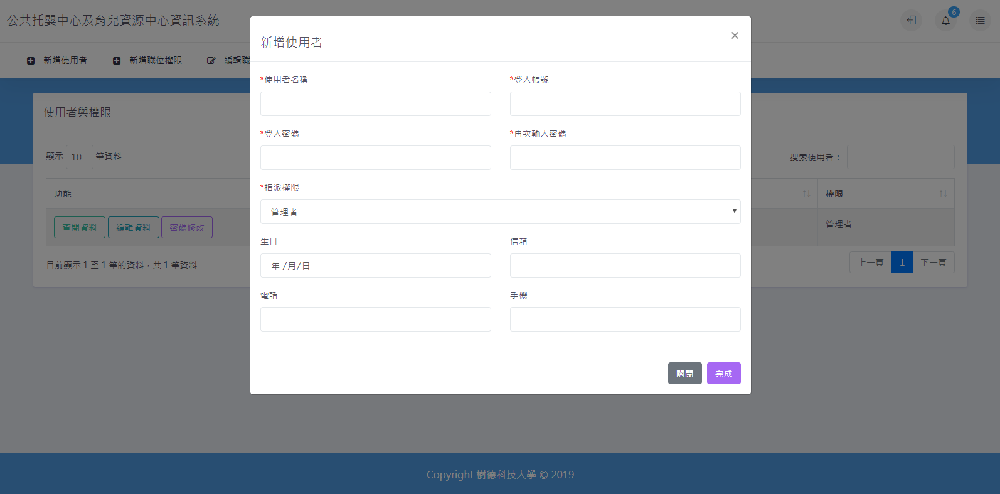 公共托嬰中心及育兒資源中心資訊系統
6
新增使用者
新增職位權限
編輯職
使用者與權限
顯示 10 筆資料
搜索使用者：
功能
權限
查閱資料 編輯資料 密碼修改
管理者
目前顯示 1 至 1 筆的資料，共 1 筆資料
上一頁 1 下一頁
新增使用者
×
*使用者名稱
*登入帳號
*登入密碼
*再次輸入密碼
*指派權限
管理者
生日
信箱
年 /月/日
電話
手機
關閉
完成
Copyright 樹德科技大學 © 2019